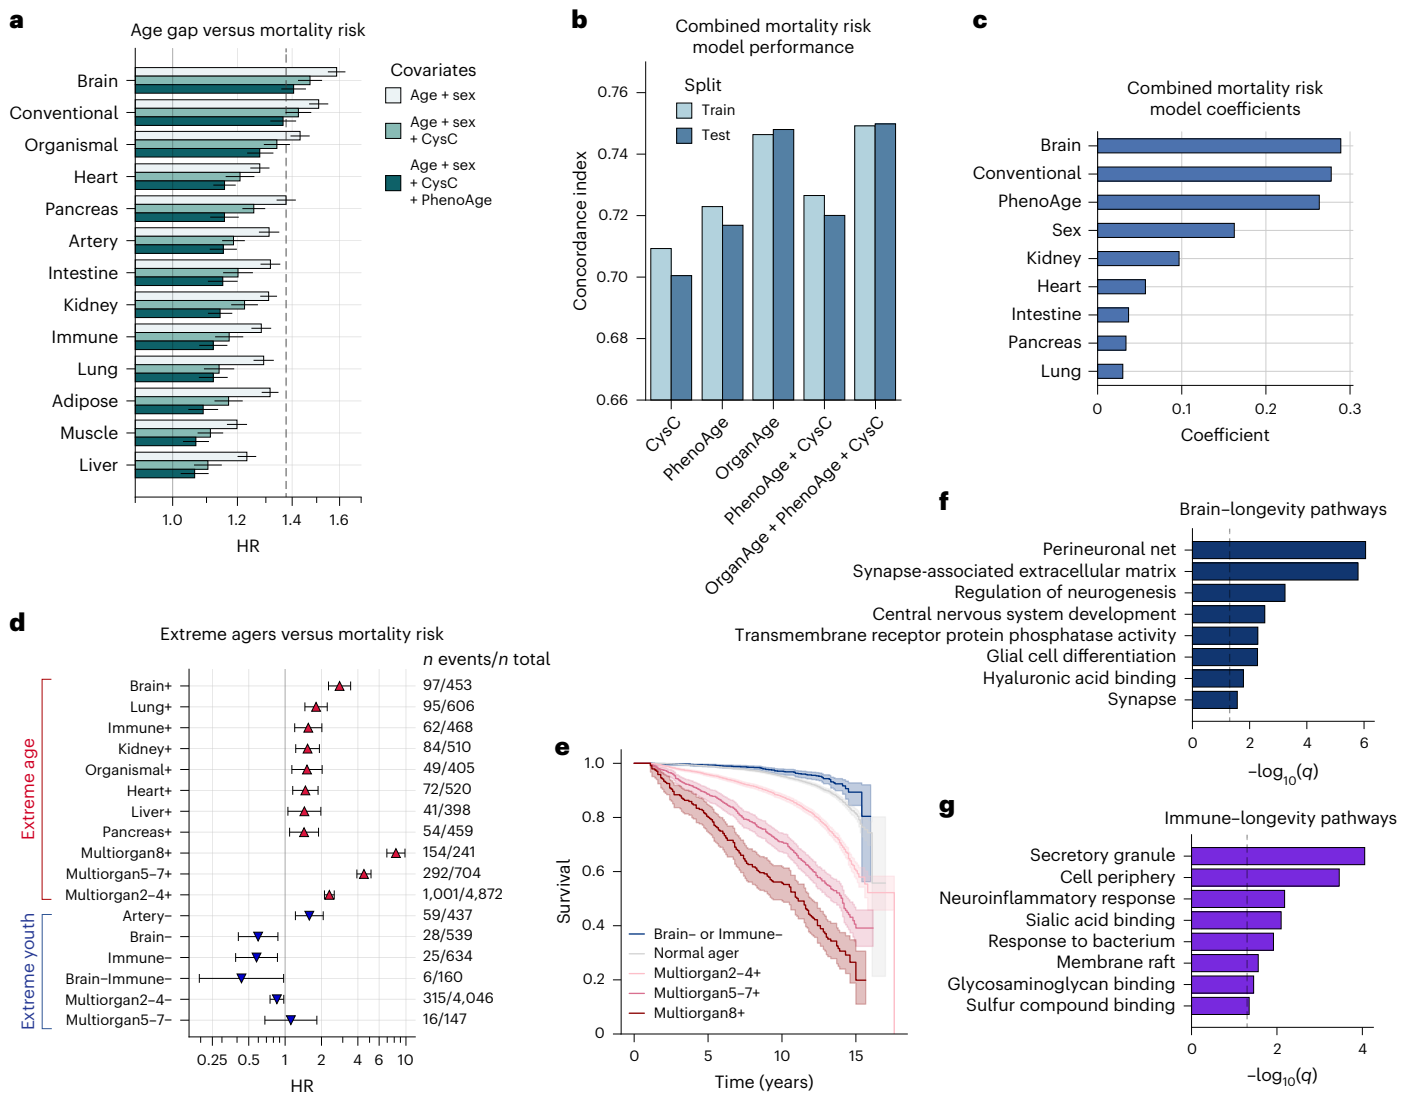 a
Age gap versus mortality risk
Brain
Conventional
Organismal
Heart
Pancreas
Artery
Intestine
Kidney
Immune
Lung
Adipose
Muscle
Liver
1.0
1.2
1.4
1.6
HR
Covariates
Age + sex
Age + sex
+ CysC
Age + sex
+ CysC
+ PhenoAge
b
Combined mortality risk
model performance
Split
Train
Test
Concordance index
0.76
0.74
0.72
0.70
0.68
0.66
CysC
PhenoAge
OrganAge
PhenoAge + CysC
OrganAge + PhenoAge + CysC
c
Combined mortality risk
model coefficients
Brain
Conventional
PhenoAge
Sex
Kidney
Heart
Intestine
Pancreas
Lung
0
0.1
0.2
0.3
Coefficient
d
Extreme agers versus mortality risk
n events/n total
Extreme age
Brain+ 97/453
Lung+ 95/606
Immune+ 62/468
Kidney+ 84/510
Organismal+ 49/405
Heart+ 72/520
Liver+ 41/398
Pancreas+ 54/459
Multiorgan8+ 154/241
Multiorgan5–7+ 292/704
Multiorgan2–4+ 1,001/4,872
Extreme youth
Artery– 59/437
Brain– 28/539
Immune– 25/634
Brain–Immune– 6/160
Multiorgan2–4– 315/4,046
Multiorgan5–7– 16/147
0.25
0.5
1
2
4
6
10
HR
e
Survival
1.0
0.8
0.6
0.4
0.2
0
Brain– or Immune–
Normal ager
Multiorgan2–4+
Multiorgan5–7+
Multiorgan8+
0
5
10
15
Time (years)
f
Brain–longevity pathways
Perineuronal net
Synapse-associated extracellular matrix
Regulation of neurogenesis
Central nervous system development
Transmembrane receptor protein phosphatase activity
Glial cell differentiation
Hyaluronic acid binding
Synapse
0
2
4
6
–log10(q)
g
Immune–longevity pathways
Secretory granule
Cell periphery
Neuroinflammatory response
Sialic acid binding
Response to bacterium
Membrane raft
Glycosaminoglycan binding
Sulfur compound binding
0
2
4
–log10(q)